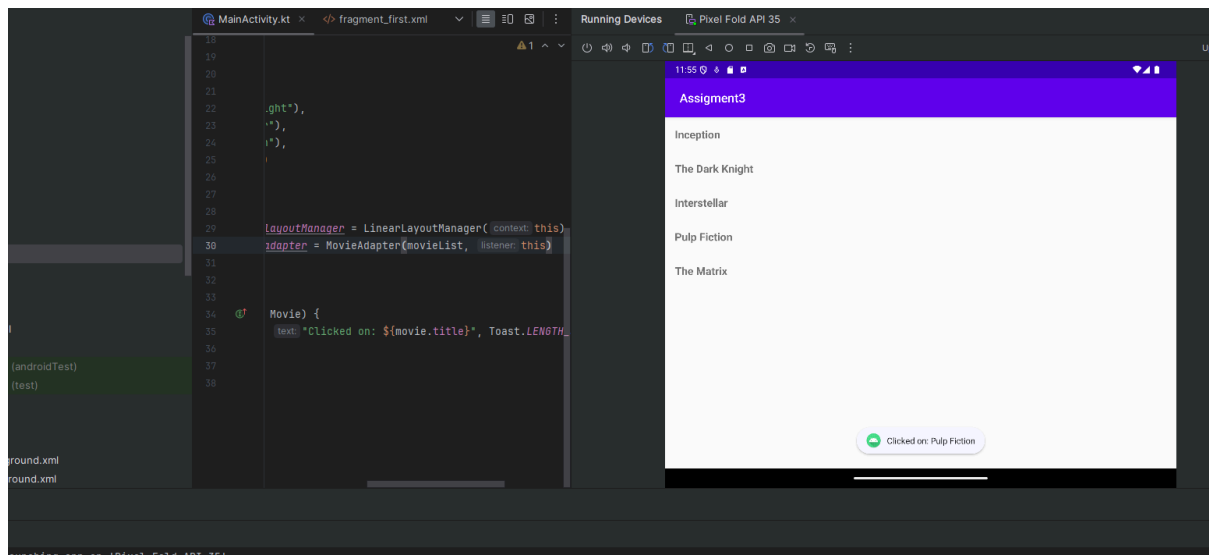 MainActivity.kt
fragment_first.xml
Running Devices
Pixel Fold API 35
1
18
19
20
21
22 .ght"),
23 "),
24 "),
25
26
27
28
29 layoutManager = LinearLayoutManager( context: this)
30 adapter = MovieAdapter(movieList, listener: this)
31
32
33
34 Movie) {
35 text: "Clicked on: ${movie.title}", Toast.LENGTH_
36
37
38
(androidTest)
(test)
ground.xml
round.xml
11:55
Assigment3
Inception
The Dark Knight
Interstellar
Pulp Fiction
The Matrix
Clicked on: Pulp Fiction